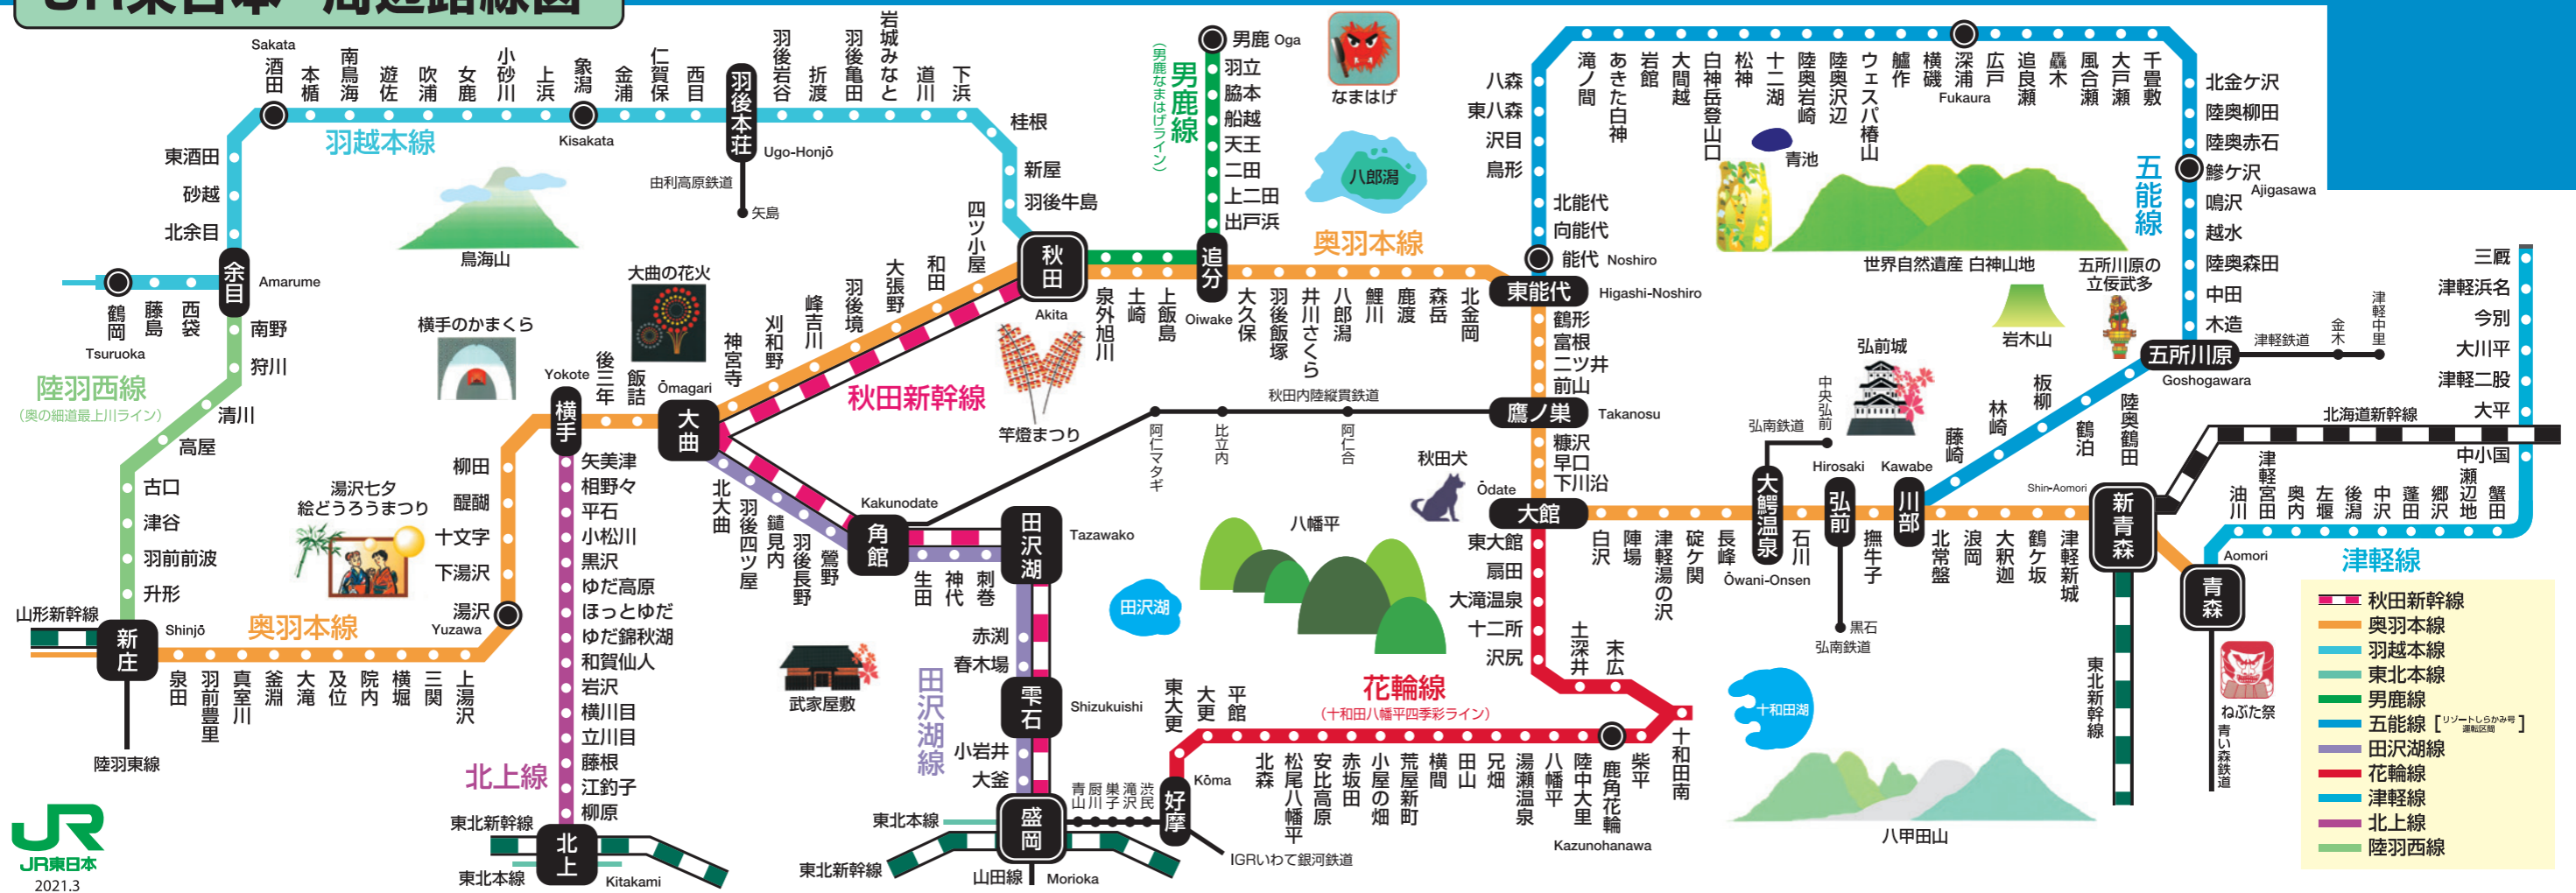 JR東日本 周辺路線図
Sakata
酒田
本楯
南鳥海
遊佐
吹浦
女鹿
小砂川
上浜
象潟
Kisakata
金浦
仁賀保
西目
羽後本荘
Ugo-Honjō
羽後岩谷
折渡
羽後亀田
岩城みなと
道川
下浜
桂根
新屋
羽後牛島
羽越本線
由利高原鉄道
矢島
東酒田
砂越
北余目
余目
Amarume
鶴岡
Tsuruoka
藤島
西袋
南野
狩川
清川
高屋
古口
津谷
羽前前波
升形
陸羽西線
(奥の細道最上川ライン)
山形新幹線
新庄
Shinjō
陸羽東線
奥羽本線
泉田
羽前豊里
真室川
釜淵
大滝
及位
院内
横堀
三関
上湯沢
湯沢
Yuzawa
下湯沢
十文字
醍醐
柳田
横手
Yokote
後三年
飯詰
大曲
Ōmagari
神宮寺
刈和野
峰吉川
羽後境
大張野
和田
四ツ小屋
秋田
Akita
鳥海山
横手のかまくら
大曲の花火
湯沢七夕
絵どうろうまつり
竿燈まつり
秋田新幹線
矢美津
相野々
平石
小松川
黒沢
ゆだ高原
ほっとゆだ
ゆだ錦秋湖
和賀仙人
岩沢
横川目
立川目
藤根
江釣子
柳原
北上線
東北新幹線
北上
東北本線
Kitakami
北大曲
羽後四ツ屋
鑓見内
羽後長野
鶯野
角館
Kakunodate
生田
神代
刺巻
田沢湖
Tazawako
赤渕
春木場
雫石
Shizukuishi
小岩井
大釜
田沢湖線
武家屋敷
田沢湖
東北本線
東北新幹線
盛岡
山田線
Morioka
青山
厨川
巣子
滝沢
渋民
好摩
Kōma
IGRいわて銀河鉄道
男鹿線
(男鹿なまはげライン)
男鹿 Oga
羽立
脇本
船越
天王
二田
上二田
出戸浜
追分
Oiwake
泉外旭川
土崎
上飯島
なまはげ
八郎潟
奥羽本線
大久保
羽後飯塚
井川さくら
八郎潟
鯉川
鹿渡
森岳
北金岡
東能代
Higashi-Noshiro
鶴形
富根
二ツ井
前山
鷹ノ巣
Takanosu
糠沢
早口
下川沿
大館
Ōdate
秋田内陸縦貫鉄道
阿仁マタギ
比立内
阿仁合
秋田犬
八幡平
東大館
扇田
大滝温泉
十二所
沢尻
土深井
末広
十和田南
柴平
鹿角花輪
Kazunohanawa
陸中大里
八幡平
湯瀬温泉
兄畑
田山
横間
荒屋新町
小屋の畑
赤坂田
安比高原
松尾八幡平
北森
平館
大更
東大更
花輪線
(十和田八幡平四季彩ライン)
十和田湖
八甲田山
能代 Noshiro
向能代
北能代
鳥形
沢目
東八森
八森
滝ノ間
あきた白神
岩館
大間越
白神岳登山口
松神
十二湖
陸奥岩崎
陸奥沢辺
ウェスパ椿山
艫作
横磯
深浦
Fukaura
広戸
追良瀬
驫木
風合瀬
大戸瀬
千畳敷
北金ケ沢
陸奥柳田
陸奥赤石
鰺ケ沢
Ajigasawa
鳴沢
越水
陸奥森田
中田
木造
五所川原
Goshogawara
五能線
青池
世界自然遺産 白神山地
五所川原の
立佞武多
岩木山
津軽鉄道
金木
津軽中里
陸奥鶴田
鶴泊
板柳
林崎
藤崎
川部
Kawabe
弘前城
弘南鉄道
中央弘前
白沢
陣場
津軽湯の沢
碇ケ関
長峰
大鰐温泉
Ōwani-Onsen
石川
弘前
Hirosaki
撫牛子
黒石
弘南鉄道
北常盤
浪岡
大釈迦
鶴ケ坂
津軽新城
新青森
Shin-Aomori
東北新幹線
青森
Aomori
青い森鉄道
ねぶた祭
北海道新幹線
三厩
津軽浜名
今別
大川平
津軽二股
大平
中小国
蟹田
瀬辺地
郷沢
蓬田
中沢
後潟
左堰
奥内
津軽宮田
油川
津軽線
秋田新幹線
奥羽本線
羽越本線
東北本線
男鹿線
五能線 [リゾートしらかみ号 運転区間]
田沢湖線
花輪線
津軽線
北上線
陸羽西線
JR
JR東日本
2021.3